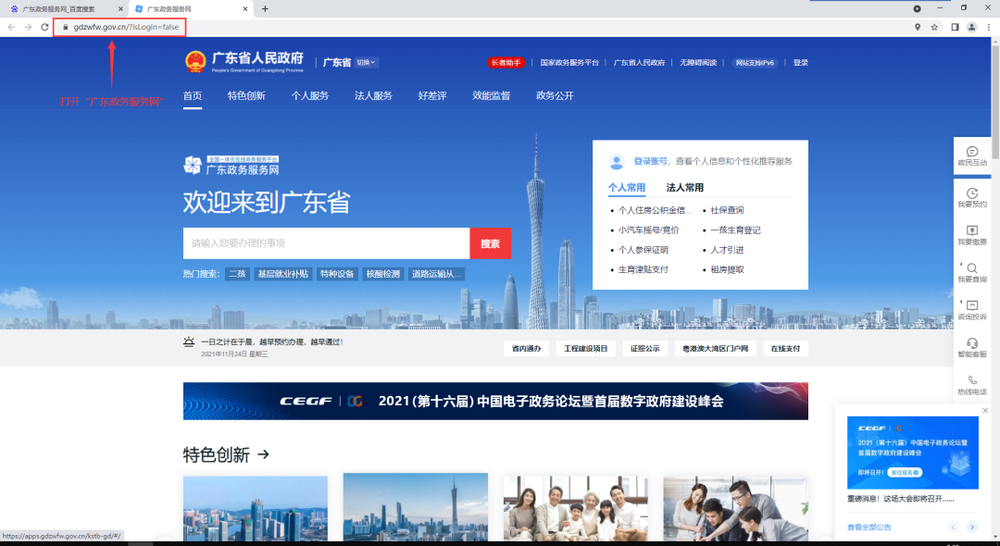 广东政务服务网_百度搜索
广东政务服务网
gdzwfw.gov.cn/?isLogin=false
打开“广东政务服务网”
广东省人民政府
People's Government of Guangdong Province
广东省 切换
长者助手 国家政务服务平台 广东省人民政府 无障碍阅读 网站支持IPv6 登录
首页 特色创新 个人服务 法人服务 好差评 效能监督 政务公开
全国一体化在线政务服务平台
广东政务服务网
欢迎来到广东省
请输入您要办理的事项
搜索
热门搜索: 二孩 基层就业补贴 特种设备 核酸检测 道路运输从...
登录账号，查看个人信息和个性化推荐服务
个人常用 法人常用
个人住房公积金信... 社保查询
小汽车摇号/竞价 一孩生育登记
个人参保证明 人才引进
生育津贴支付 租房提取
政民互动
我要预约
我要缴费
我要查询
咨询投诉
智能客服
热线电话
一日之计在于晨，越早预约办理，越早通过！
2021年11月24日 星期三
省内通办 工程建设项目 证照公示 粤港澳大湾区门户网 在线支付
CEGF 2021(第十六届)中国电子政务论坛暨首届数字政府建设峰会
特色创新 →
CEGF
2021（第十六届）中国电子政务论坛暨
首届数字政府建设峰会
即将召开! 前往报名
重磅消息！这场大会即将召开......
查看全部公告
https://apps.gdzwfw.gov.cn/kstb-gd/#/